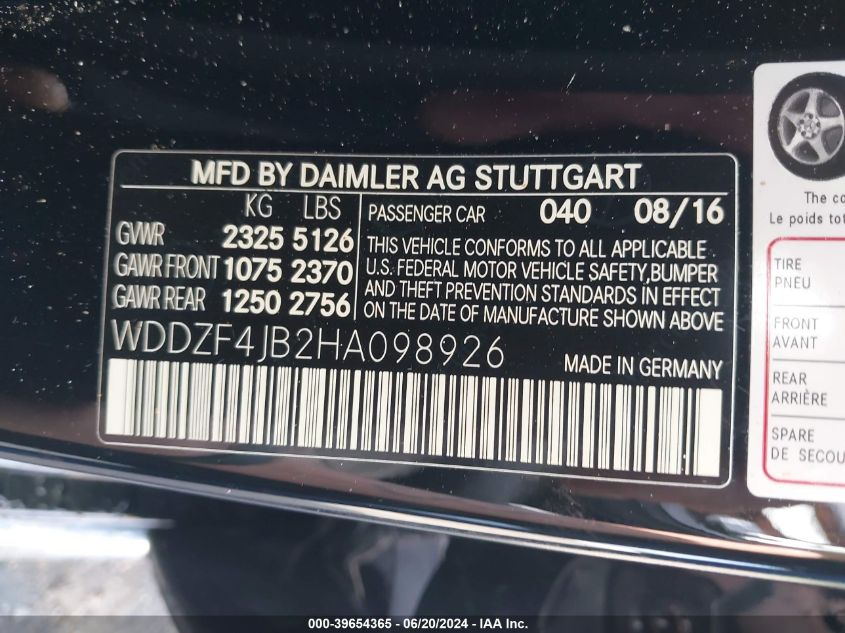 MFD BY DAIMLER AG STUTTGART
KG LBS
GVWR 2325 5126
GAWR FRONT 1075 2370
GAWR REAR 1250 2756
PASSENGER CAR 040 08/16
THIS VEHICLE CONFORMS TO ALL APPLICABLE
U.S. FEDERAL MOTOR VEHICLE SAFETY,BUMPER
AND THEFT PREVENTION STANDARDS IN EFFECT
ON THE DATE OF MANUFACTURE SHOWN ABOVE
WDDZF4JB2HA098926
MADE IN GERMANY
The co
Le poids tot
TIRE
PNEU
FRONT
AVANT
REAR
ARRIÈRE
SPARE
DE SECOU
000-39654365 - 06/20/2024 - IAA Inc.